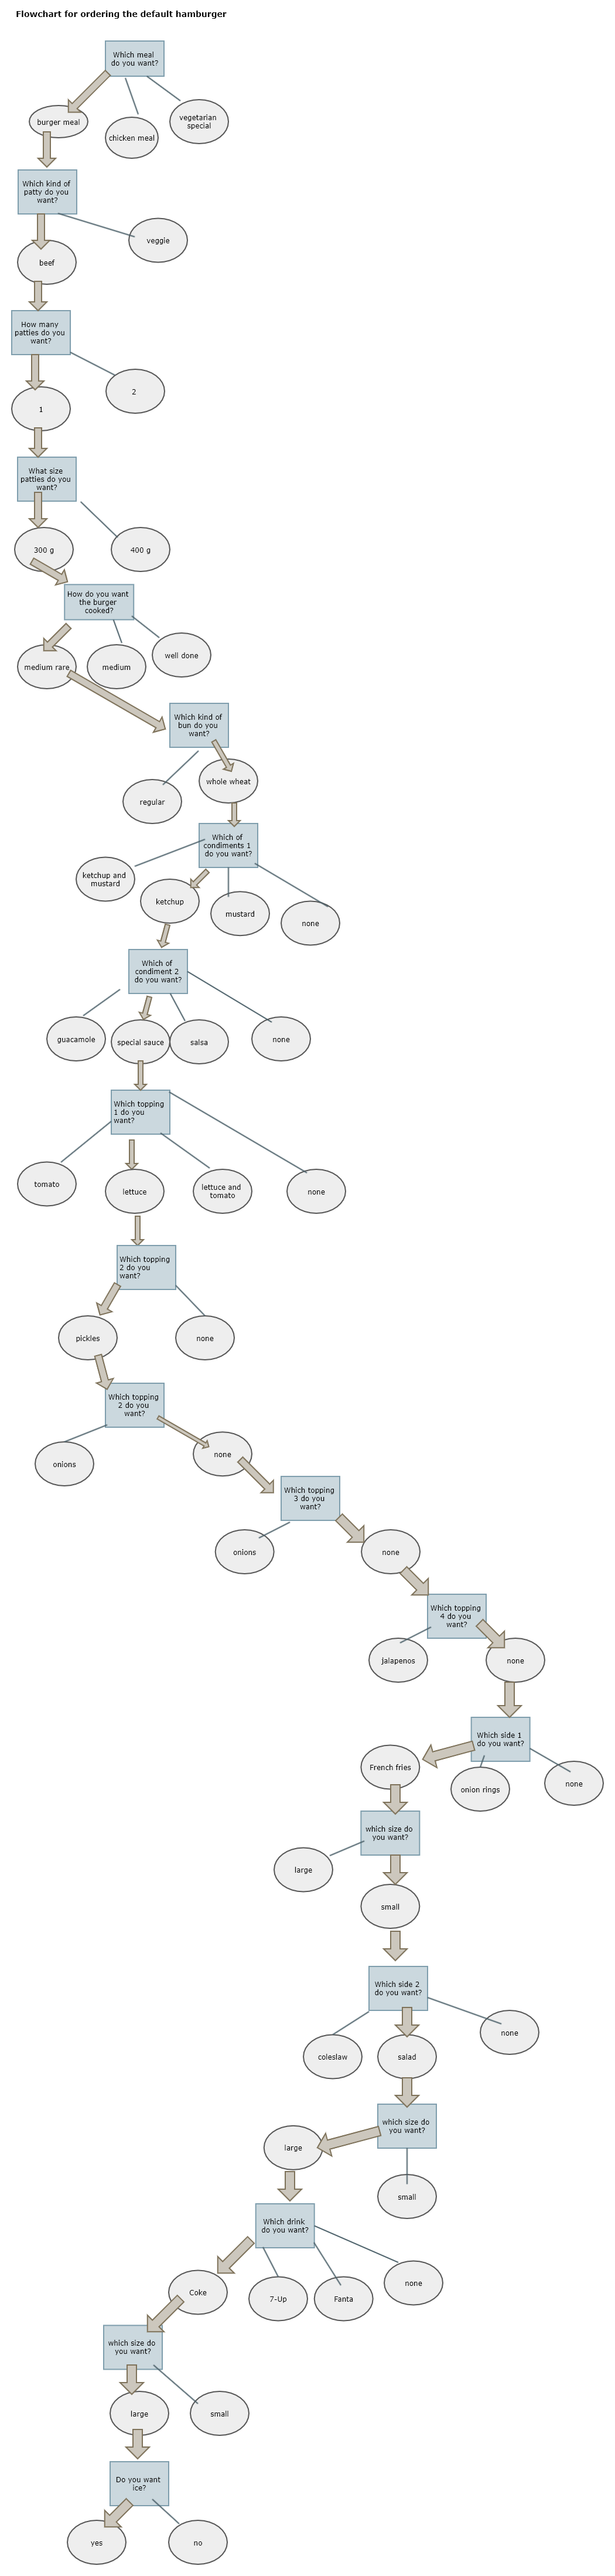 Flowchart for ordering the default hamburger
Which meal
do you want?
burger meal
chicken meal
vegetarian
special
Which kind of
patty do you
want?
veggie
beef
How many
patties do you
want?
2
1
What size
patties do you
want?
300 g
400 g
How do you want
the burger
cooked?
medium rare
medium
well done
Which kind of
bun do you
want?
whole wheat
regular
Which of
condiments 1
do you want?
ketchup and
mustard
ketchup
mustard
none
Which of
condiment 2
do you want?
guacamole
special sauce
salsa
none
Which topping
1 do you
want?
tomato
lettuce
lettuce and
tomato
none
Which topping
2 do you
want?
pickles
none
Which topping
2 do you
want?
onions
none
Which topping
3 do you
want?
onions
none
Which topping
4 do you
want?
jalapenos
none
Which side 1
do you want?
French fries
onion rings
none
which size do
you want?
large
small
Which side 2
do you want?
coleslaw
salad
none
which size do
you want?
large
small
Which drink
do you want?
Coke
7-Up
Fanta
none
which size do
you want?
large
small
Do you want
ice?
yes
no